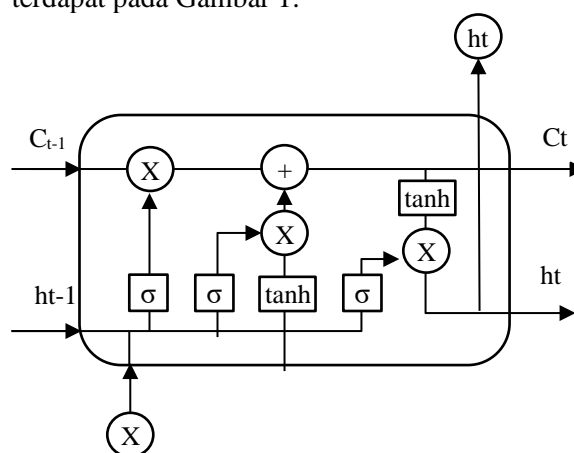 terdapat pada Gambar 1.
ht
Ct-1
Ct
X
+
tanh
X
X
ht-1
σ
σ
tanh
σ
ht
X